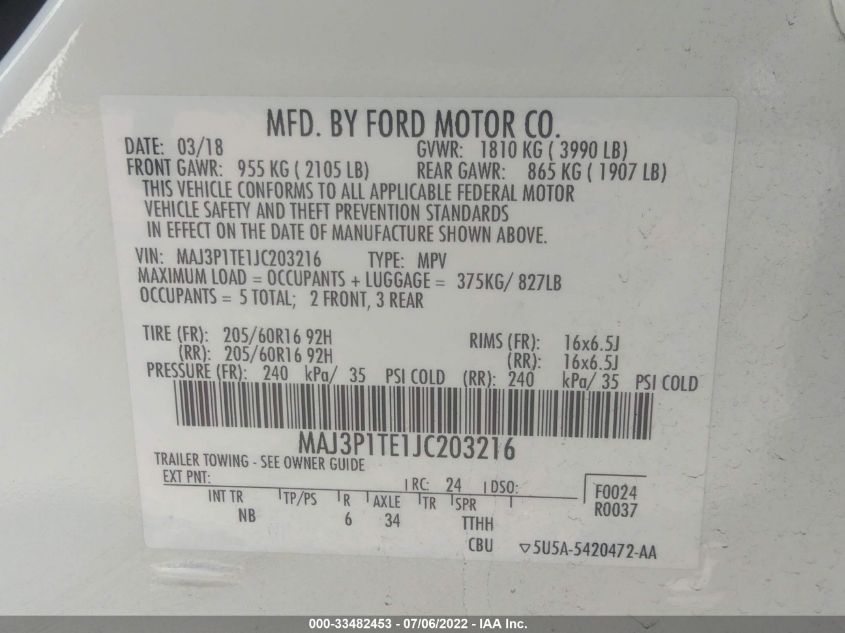 MFD. BY FORD MOTOR CO.
DATE: 03/18 GVWR: 1810 KG ( 3990 LB)
FRONT GAWR: 955 KG ( 2105 LB) REAR GAWR: 865 KG ( 1907 LB)
THIS VEHICLE CONFORMS TO ALL APPLICABLE FEDERAL MOTOR
VEHICLE SAFETY AND THEFT PREVENTION STANDARDS
IN EFFECT ON THE DATE OF MANUFACTURE SHOWN ABOVE.
VIN: MAJ3P1TE1JC203216 TYPE: MPV
MAXIMUM LOAD = OCCUPANTS + LUGGAGE = 375KG/ 827LB
OCCUPANTS = 5 TOTAL; 2 FRONT, 3 REAR
TIRE (FR): 205/60R16 92H RIMS (FR): 16x6.5J
(RR): 205/60R16 92H (RR): 16x6.5J
PRESSURE (FR): 240 kPa/ 35 PSI COLD (RR): 240 kPa/ 35 PSI COLD
MAJ3P1TE1JC203216
TRAILER TOWING - SEE OWNER GUIDE
EXT PNT: RC: 24 DSO: F0024
INT TR TP/PS R AXLE TR SPR R0037
NB 6 34 TTHH
CBU ▽5U5A-5420472-AA
000-33482453 - 07/06/2022 - IAA Inc.